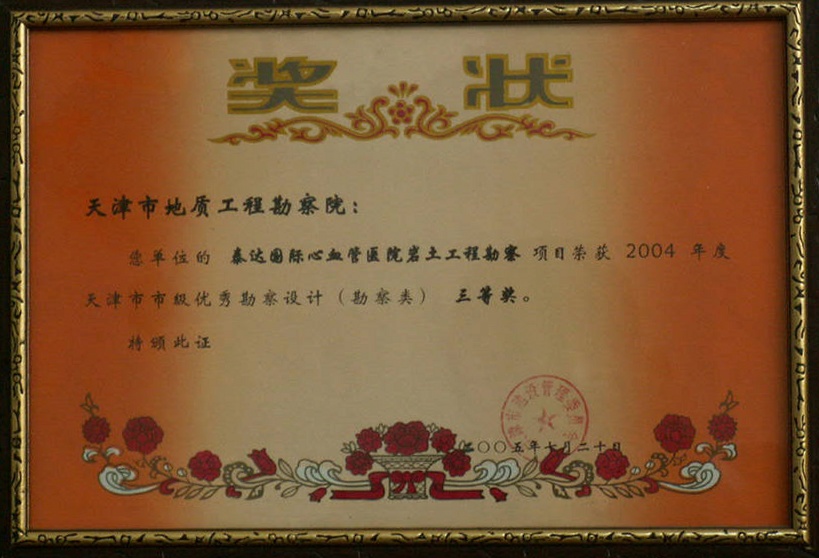 奖状
天津市地质工程勘察院：
您单位的 泰达国际心血管医院岩土工程勘察 项目荣获 2004 年度
天津市市级优秀勘察设计（勘察类） 三等奖。
特颁此证
二〇〇五年七月二十日